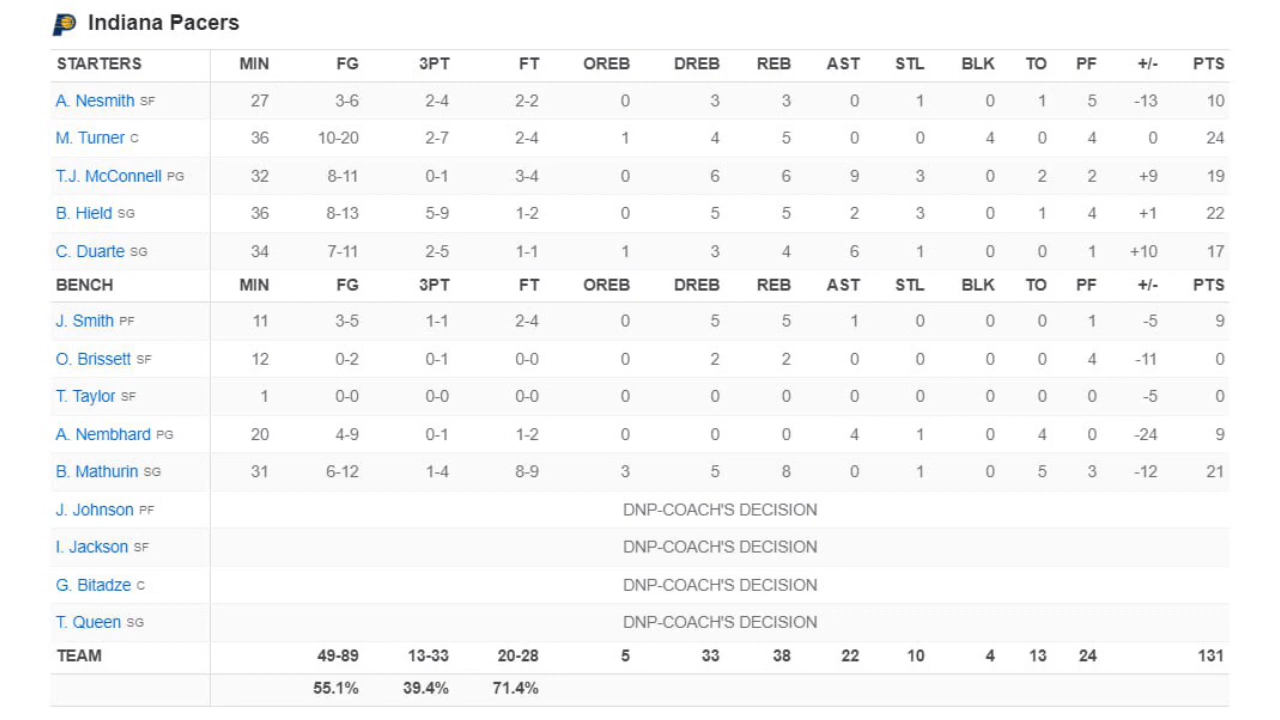 Indiana Pacers
STARTERS MIN FG 3PT FT OREB DREB REB AST STL BLK TO PF +/- PTS
A. Nesmith SF 27 3-6 2-4 2-2 0 3 3 0 1 0 1 5 -13 10
M. Turner C 36 10-20 2-7 2-4 1 4 5 0 0 4 0 4 0 24
T.J. McConnell PG 32 8-11 0-1 3-4 0 6 6 9 3 0 2 2 +9 19
B. Hield SG 36 8-13 5-9 1-2 0 5 5 2 3 0 1 4 +1 22
C. Duarte SG 34 7-11 2-5 1-1 1 3 4 6 1 0 0 1 +10 17
BENCH MIN FG 3PT FT OREB DREB REB AST STL BLK TO PF +/- PTS
J. Smith PF 11 3-5 1-1 2-4 0 5 5 1 0 0 0 1 -5 9
O. Brissett SF 12 0-2 0-1 0-0 0 2 2 0 0 0 0 4 -11 0
T. Taylor SF 1 0-0 0-0 0-0 0 0 0 0 0 0 0 0 -5 0
A. Nembhard PG 20 4-9 0-1 1-2 0 0 0 4 1 0 4 0 -24 9
B. Mathurin SG 31 6-12 1-4 8-9 3 5 8 0 1 0 5 3 -12 21
J. Johnson PF DNP-COACH'S DECISION
I. Jackson SF DNP-COACH'S DECISION
G. Bitadze C DNP-COACH'S DECISION
T. Queen SG DNP-COACH'S DECISION
TEAM 49-89 13-33 20-28 5 33 38 22 10 4 13 24 131
55.1% 39.4% 71.4%